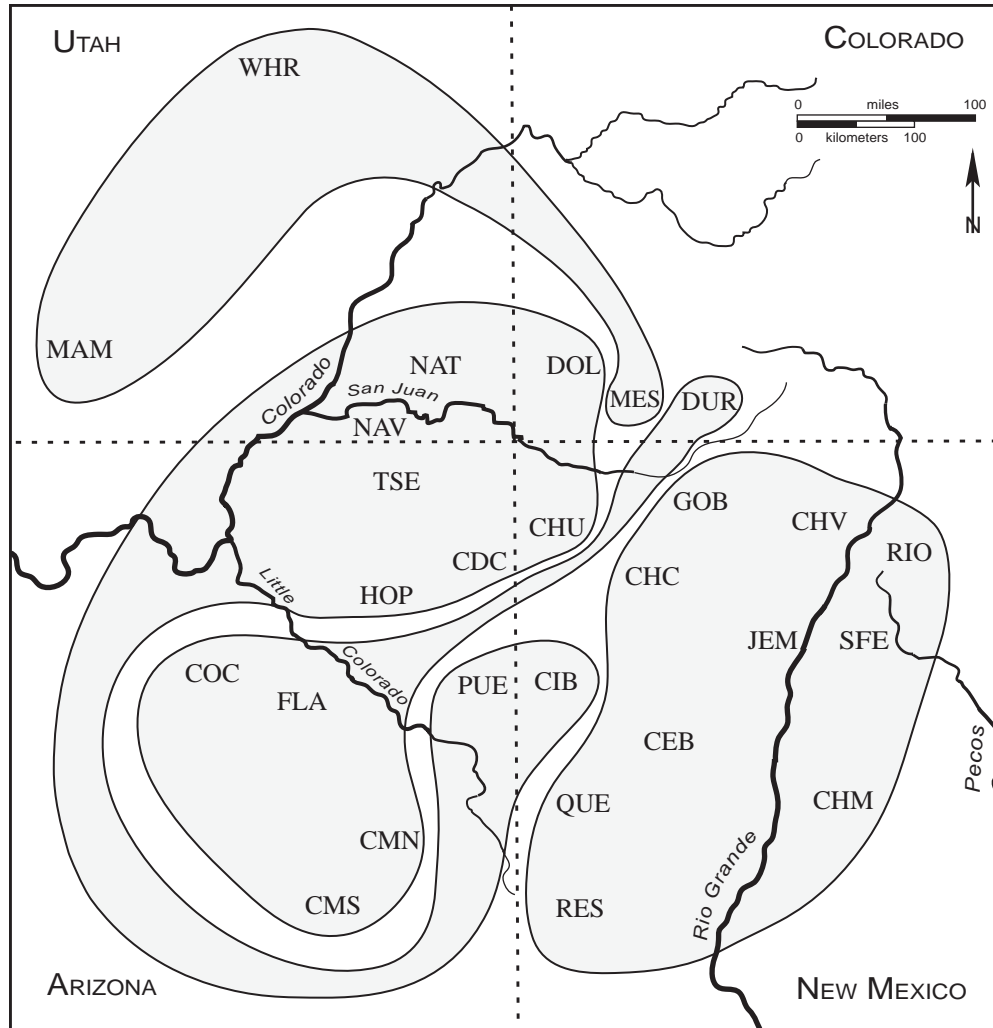 UTAH
COLORADO
WHR
0 miles 100
0 kilometers 100
N
MAM
NAT
DOL
Colorado
San Juan
MES
DUR
NAV
TSE
GOB
CHU
CHV
CDC
RIO
HOP
CHC
Little
Colorado
JEM
SFE
COC
FLA
PUE
CIB
CEB
Pecos
QUE
CHM
CMN
CMS
RES
Rio Grande
ARIZONA
NEW MEXICO